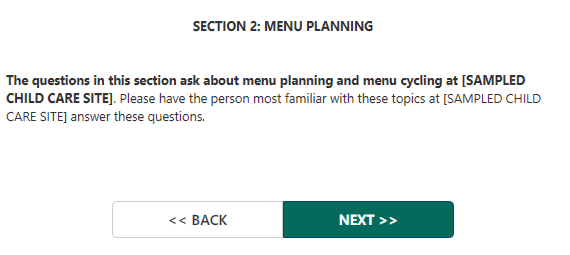 SECTION 2: MENU PLANNING
The questions in this section ask about menu planning and menu cycling at [SAMPLED
CHILD CARE SITE]. Please have the person most familiar with these topics at [SAMPLED CHILD
CARE SITE] answer these questions.
<< BACK
NEXT >>